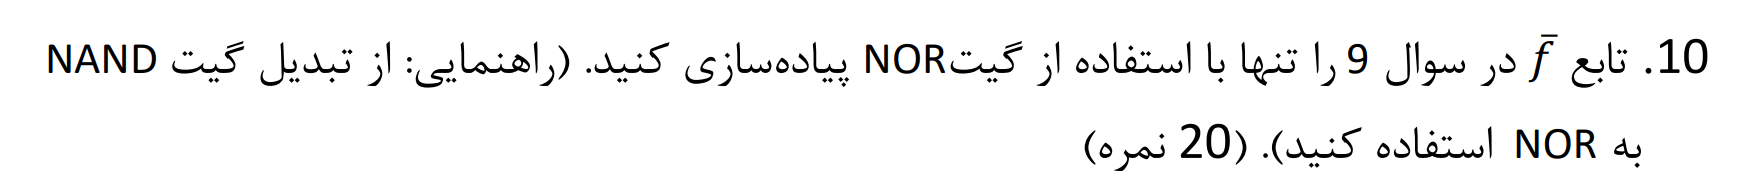 10. تابع f̄ در سوال 9 را تنها با استفاده از گیتNOR پیاده‌سازی کنید. (راهنمایی: از تبدیل گیت NAND
به NOR استفاده کنید). (20 نمره)